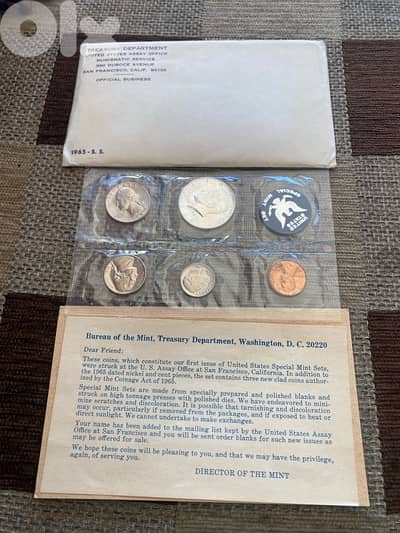 OLX
TREASURY DEPARTMENT
UNITED STATES ASSAY OFFICE
NUMISMATIC SERVICE
350 DUBOCE AVENUE
SAN FRANCISCO, CALIF. 94102
OFFICIAL BUSINESS
1965 - S. S.
SPECIAL MINT SET
UNITED STATES
Bureau of the Mint, Treasury Department, Washington, D. C. 20220
Dear Friend:
These coins, which constitute our first issue of United States Special Mint Sets,
were struck at the U. S. Assay Office at San Francisco, California. In addition to
the 1965 dated nickel and cent pieces, the set contains three new clad coins author-
ized by the Coinage Act of 1965.
Special Mint Sets are made from specially prepared and polished blanks and
struck on high tonnage presses with polished dies. We have endeavored to mini-
mize scratches and discoloration. It is possible that tarnishing and discoloration
may occur, particularly if removed from the packages, and if exposed to heat or
direct sunlight. We cannot undertake to make exchanges.
Your name has been added to the mailing list kept by the United States Assay
Office at San Francisco and you will be sent order blanks for such new issues as
may be offered for sale.
We hope these coins will be pleasing to you, and that we may have the privilege,
again, of serving you.
DIRECTOR OF THE MINT